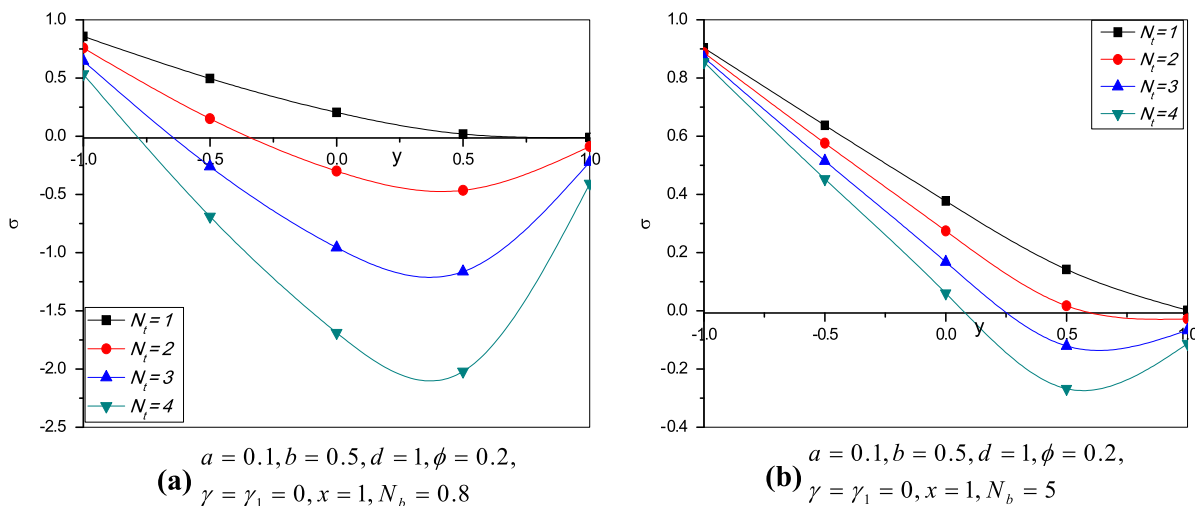 1.0
0.5
0.0
-0.5
-1.0
-1.5
-2.0
-2.5
σ
-1.0 -0.5 0.0 0.5 1.0
y
N_t=1
N_t=2
N_t=3
N_t=4
(a) a = 0.1, b = 0.5, d = 1, ϕ = 0.2,
γ = γ_1 = 0, x = 1, N_b = 0.8
1.0
0.8
0.6
0.4
0.2
0.0
-0.2
-0.4
σ
-1.0 -0.5 0.0 0.5 1.0
y
N_t=1
N_t=2
N_t=3
N_t=4
(b) a = 0.1, b = 0.5, d = 1, ϕ = 0.2,
γ = γ_1 = 0, x = 1, N_b = 5